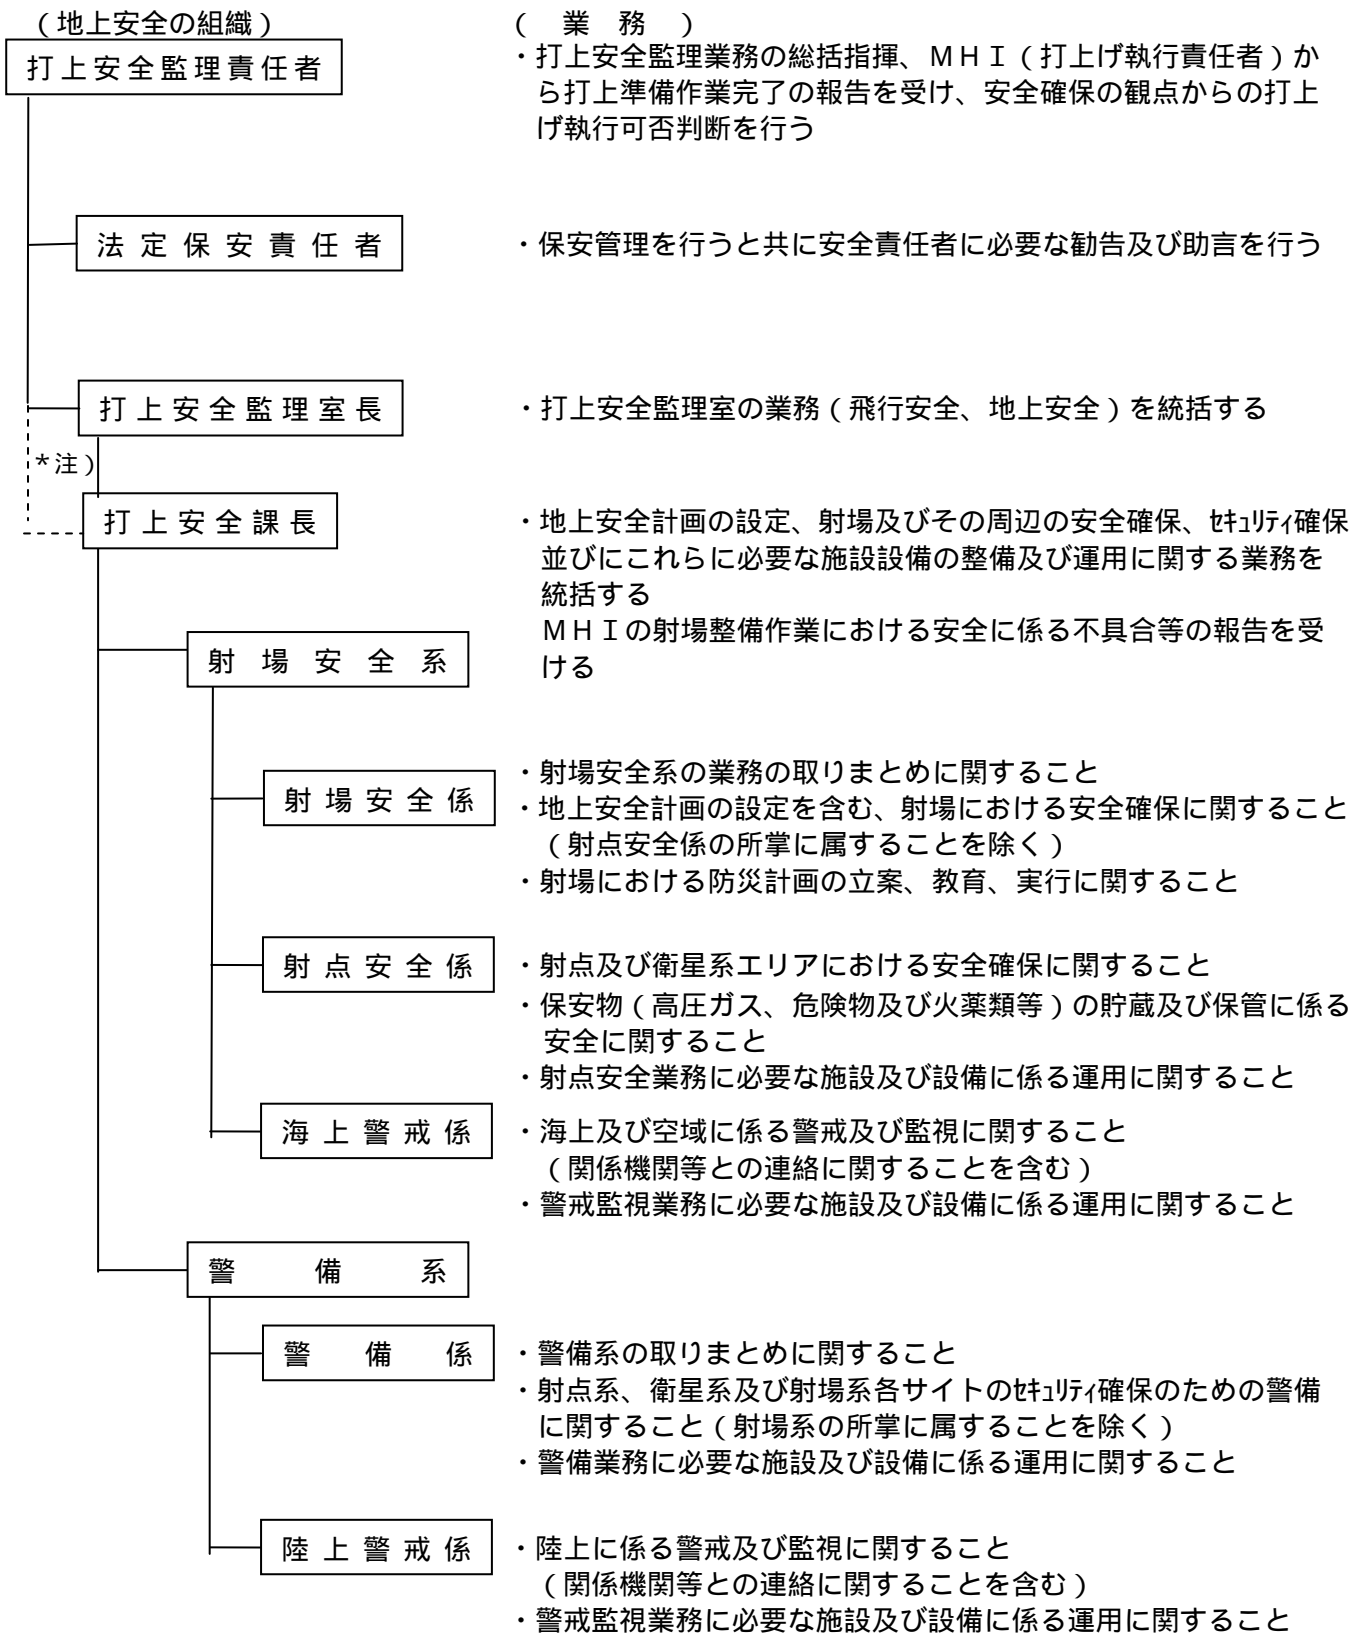 (地上安全の組織)
( 業 務 )
打上安全監理責任者
・打上安全監理業務の総括指揮、ＭＨＩ(打上げ執行責任者)か
ら打上準備作業完了の報告を受け、安全確保の観点からの打上
げ執行可否判断を行う
法定保安責任者
・保安管理を行うと共に安全責任者に必要な勧告及び助言を行う
打上安全監理室長
・打上安全監理室の業務(飛行安全、地上安全)を統括する
*注)
打上安全課長
・地上安全計画の設定、射場及びその周辺の安全確保、ｾｷｭﾘﾃｨ確保
並びにこれらに必要な施設設備の整備及び運用に関する業務を
統括する
ＭＨＩの射場整備作業における安全に係る不具合等の報告を受
ける
射場安全系
射場安全係
・射場安全系の業務の取りまとめに関すること
・地上安全計画の設定を含む、射場における安全確保に関すること
(射点安全係の所掌に属することを除く)
・射場における防災計画の立案、教育、実行に関すること
射点安全係
・射点及び衛星系エリアにおける安全確保に関すること
・保安物(高圧ガス、危険物及び火薬類等)の貯蔵及び保管に係る
安全に関すること
・射点安全業務に必要な施設及び設備に係る運用に関すること
海上警戒係
・海上及び空域に係る警戒及び監視に関すること
(関係機関等との連絡に関することを含む)
・警戒監視業務に必要な施設及び設備に係る運用に関すること
警備系
警備係
・警備系の取りまとめに関すること
・射点系、衛星系及び射場系各サイトのｾｷｭﾘﾃｨ確保のための警備
に関すること(射場系の所掌に属することを除く)
・警備業務に必要な施設及び設備に係る運用に関すること
陸上警戒係
・陸上に係る警戒及び監視に関すること
(関係機関等との連絡に関することを含む)
・警戒監視業務に必要な施設及び設備に係る運用に関すること